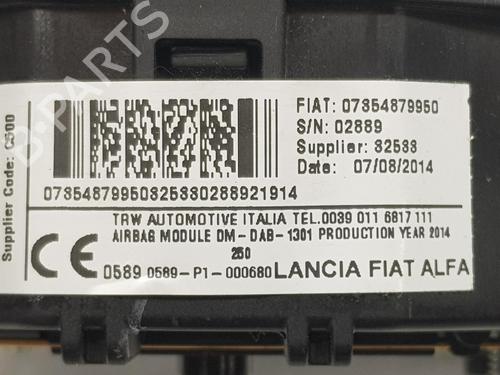 FIAT: 07354879950
S/N: 02889
Supplier: 32533
Date: 07/08/2014
073548799503253302889 21914
TRW AUTOMOTIVE ITALIA TEL.0039 011 6817 111
AIRBAG MODULE DM-DAB-1301 PRODUCTION YEAR 2014
250
CE 0589 0589-P1-000680 LANCIA FIAT ALFA
Supplier Code: C500
B-PARTS